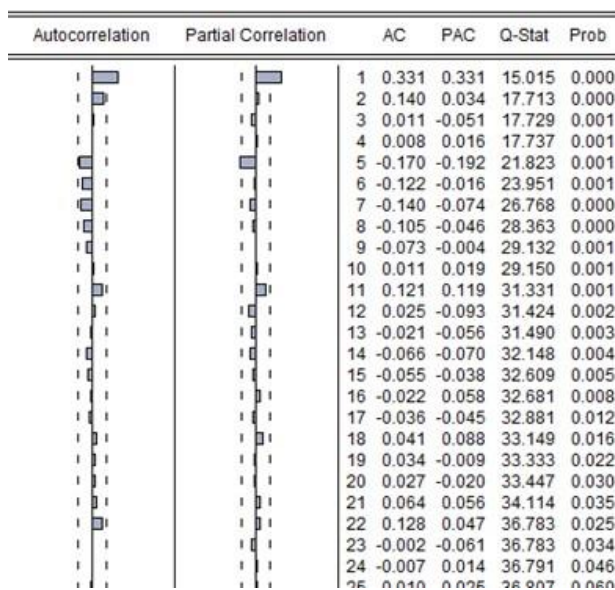 Autocorrelation Partial Correlation AC PAC Q-Stat Prob
1 0.331 0.331 15.015 0.000
2 0.140 0.034 17.713 0.000
3 0.011 -0.051 17.729 0.001
4 0.008 0.016 17.737 0.001
5 -0.170 -0.192 21.823 0.001
6 -0.122 -0.016 23.951 0.001
7 -0.140 -0.074 26.768 0.000
8 -0.105 -0.046 28.363 0.000
9 -0.073 -0.004 29.132 0.001
10 0.011 0.019 29.150 0.001
11 0.121 0.119 31.331 0.001
12 0.025 -0.093 31.424 0.002
13 -0.021 -0.056 31.490 0.003
14 -0.066 -0.070 32.148 0.004
15 -0.055 -0.038 32.609 0.005
16 -0.022 0.058 32.681 0.008
17 -0.036 -0.045 32.881 0.012
18 0.041 0.088 33.149 0.016
19 0.034 -0.009 33.333 0.022
20 0.027 -0.020 33.447 0.030
21 0.064 0.056 34.114 0.035
22 0.128 0.047 36.783 0.025
23 -0.002 -0.061 36.783 0.034
24 -0.007 0.014 36.791 0.046